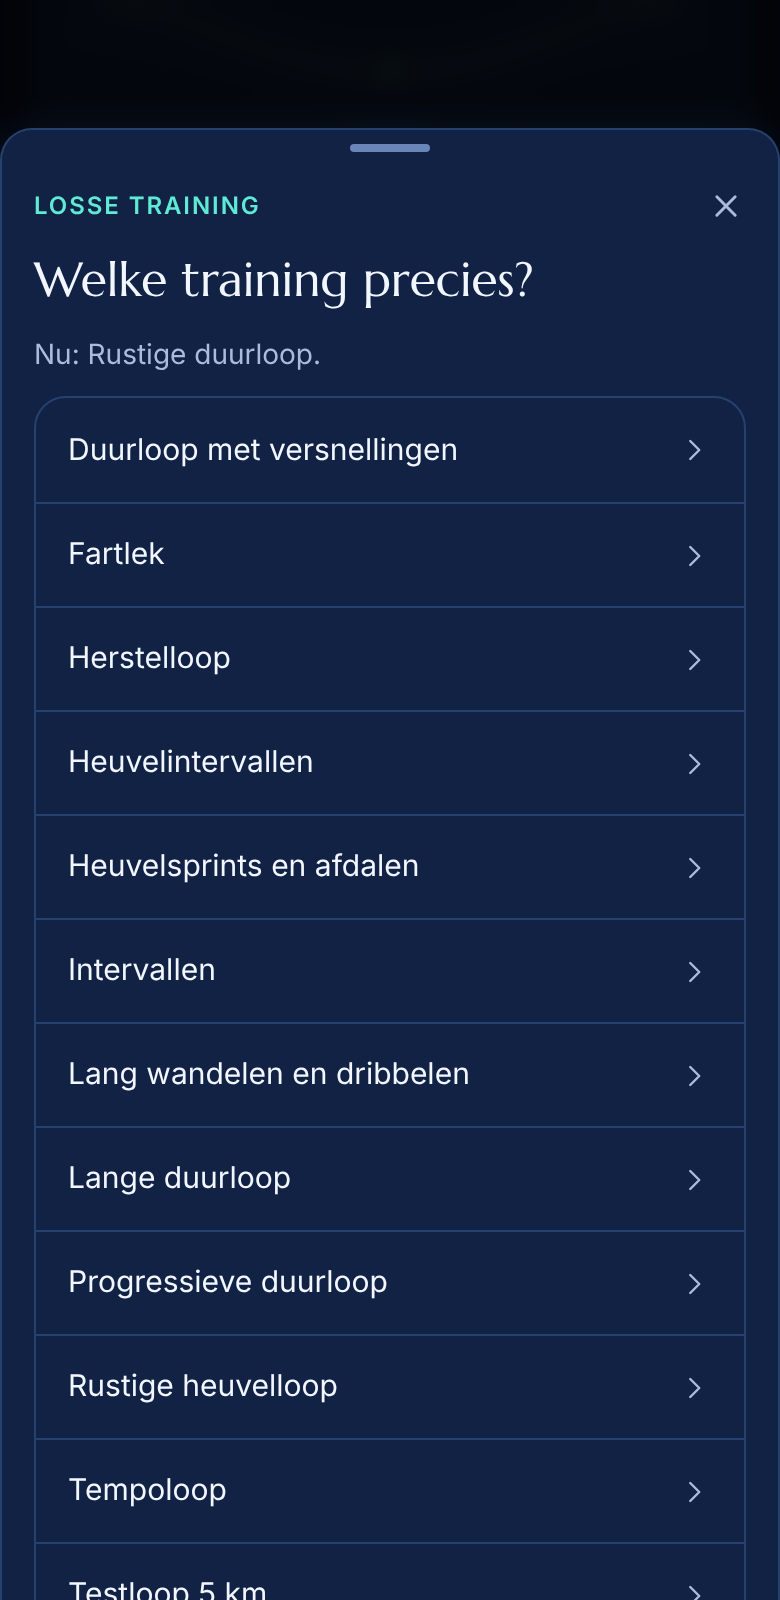 LOSSE TRAINING
Welke training precies?
Nu: Rustige duurloop.
Duurloop met versnellingen
Fartlek
Herstelloop
Heuvelintervallen
Heuvelsprints en afdalen
Intervallen
Lang wandelen en dribbelen
Lange duurloop
Progressieve duurloop
Rustige heuvelloop
Tempoloop
Testloop 5 km